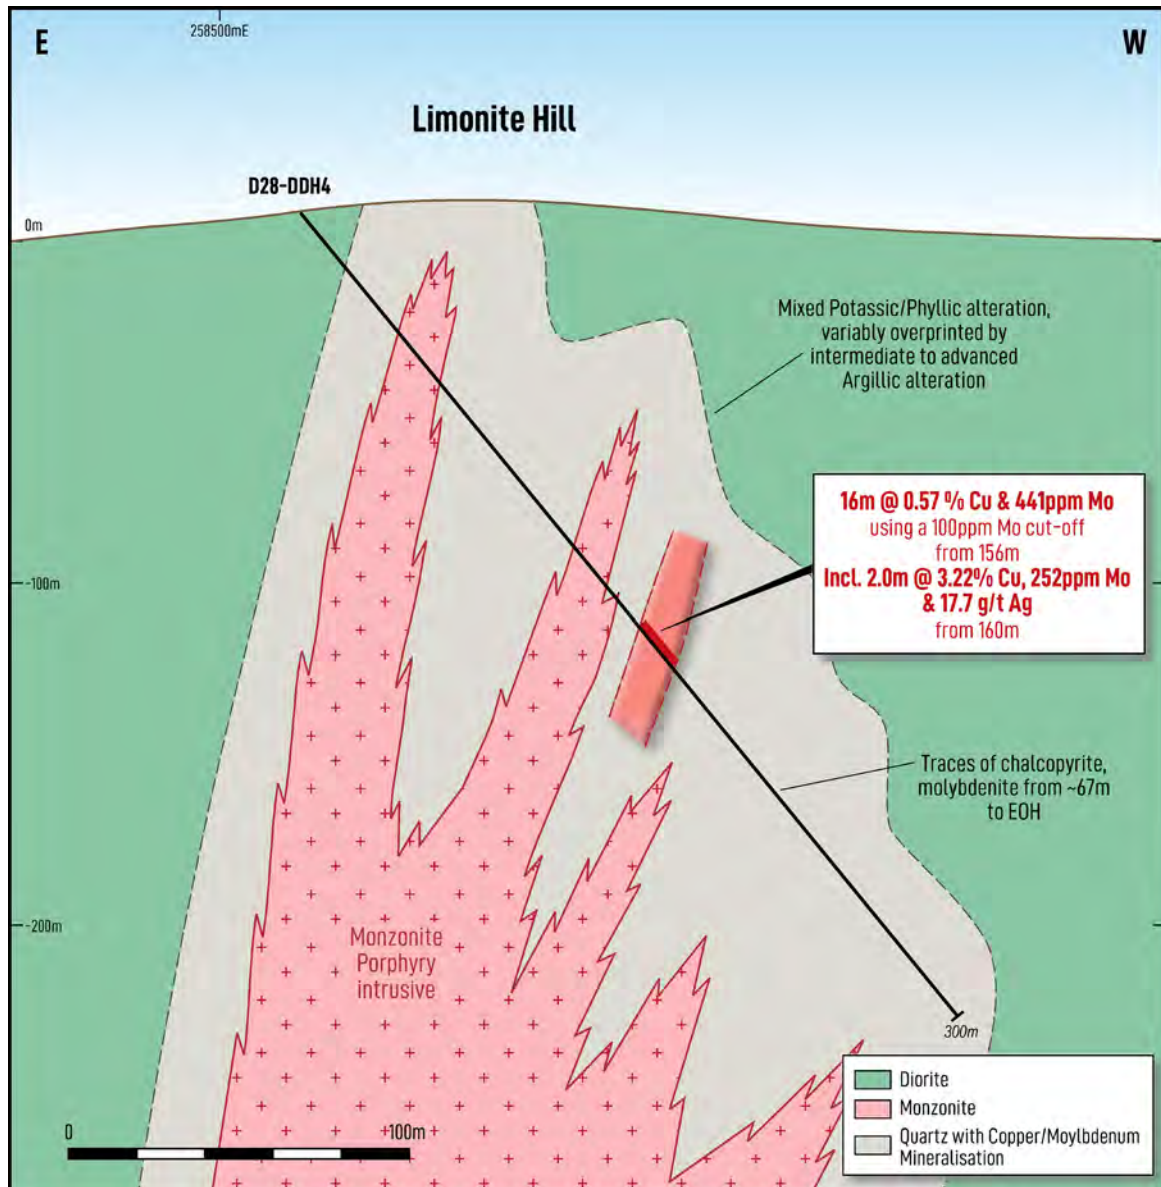 258500mE
E
W
Limonite Hill
D28-DDH4
0m
Mixed Potassic/Phyllic alteration,
variably overprinted by
intermediate to advanced
Argillic alteration
16m @ 0.57 % Cu & 441ppm Mo
using a 100ppm Mo cut-off
from 156m
Incl. 2.0m @ 3.22% Cu, 252ppm Mo
& 17.7 g/t Ag
from 160m
-100m
Traces of chalcopyrite,
molybdenite from ~67m
to EOH
-200m
Monzonite
Porphyry
intrusive
300m
Diorite
Monzonite
Quartz with Copper/Moylbdenum
Mineralisation
0
100m